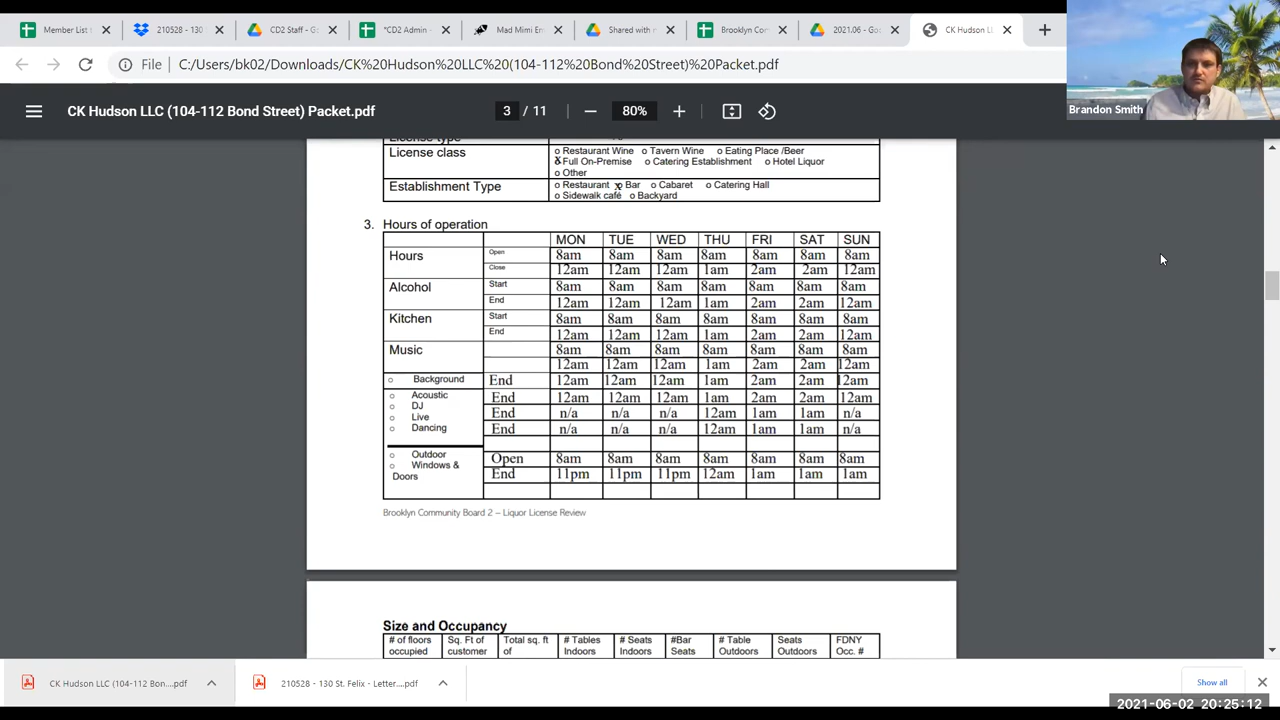 Member List f
210528 - 130
CD2 Staff - Go
*CD2 Admin -
Mad Mimi Em
Shared with m
Brooklyn Com
2021.06 - Goo
CK Hudson LL
File C:/Users/bk02/Downloads/CK%20Hudson%20LLC%20(104-112%20Bond%20Street)%20Packet.pdf
Brandon Smith
CK Hudson LLC (104-112 Bond Street) Packet.pdf 3 / 11 80%
License type
License class o Restaurant Wine o Tavern Wine o Eating Place /Beer
x Full On-Premise o Catering Establishment o Hotel Liquor
o Other
Establishment Type o Restaurant x Bar o Cabaret o Catering Hall
o Sidewalk café o Backyard
3. Hours of operation
MON TUE WED THU FRI SAT SUN
Hours Open 8am 8am 8am 8am 8am 8am 8am
Close 12am 12am 12am 1am 2am 2am 12am
Alcohol Start 8am 8am 8am 8am 8am 8am 8am
End 12am 12am 12am 1am 2am 2am 12am
Kitchen Start 8am 8am 8am 8am 8am 8am 8am
End 12am 12am 12am 1am 2am 2am 12am
Music 8am 8am 8am 8am 8am 8am 8am
12am 12am 12am 1am 2am 2am 12am
o Background End 12am 12am 12am 1am 2am 2am 12am
o Acoustic End 12am 12am 12am 1am 2am 2am 12am
o DJ End n/a n/a n/a 12am 1am 1am n/a
o Live
o Dancing End n/a n/a n/a 12am 1am 1am n/a
o Outdoor Open 8am 8am 8am 8am 8am 8am 8am
o Windows & Doors End 11pm 11pm 11pm 12am 1am 1am 1am
Brooklyn Community Board 2 – Liquor License Review
Size and Occupancy
# of floors Sq. Ft of Total sq. ft # Tables # Seats #Bar # Table Seats FDNY
occupied customer of Indoors Indoors Seats Outdoors Outdoors Occ. #
CK Hudson LLC (104-112 Bon....pdf
210528 - 130 St. Felix - Letter....pdf
Show all
2021-06-02 20:25:12